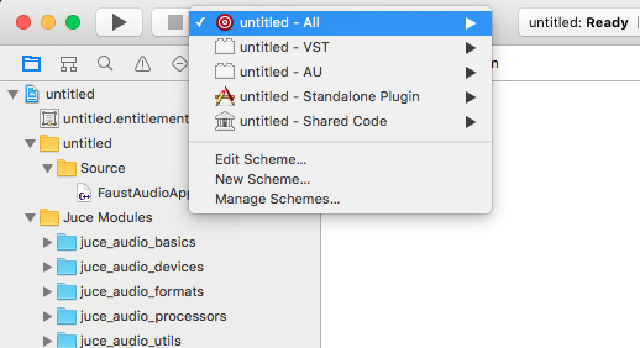 untitled – All
untitled: Ready
untitled – VST
untitled – AU
untitled – Standalone Plugin
untitled – Shared Code
Edit Scheme...
New Scheme...
Manage Schemes...
untitled
untitled.entitlement
untitled
Source
FaustAudioApp
Juce Modules
juce_audio_basics
juce_audio_devices
juce_audio_formats
juce_audio_processors
juce_audio_utils